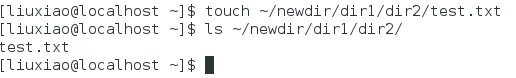 [liuxiao@localhost ~]$ touch ~/newdir/dir1/dir2/test.txt
[liuxiao@localhost ~]$ ls ~/newdir/dir1/dir2/
test.txt
[liuxiao@localhost ~]$